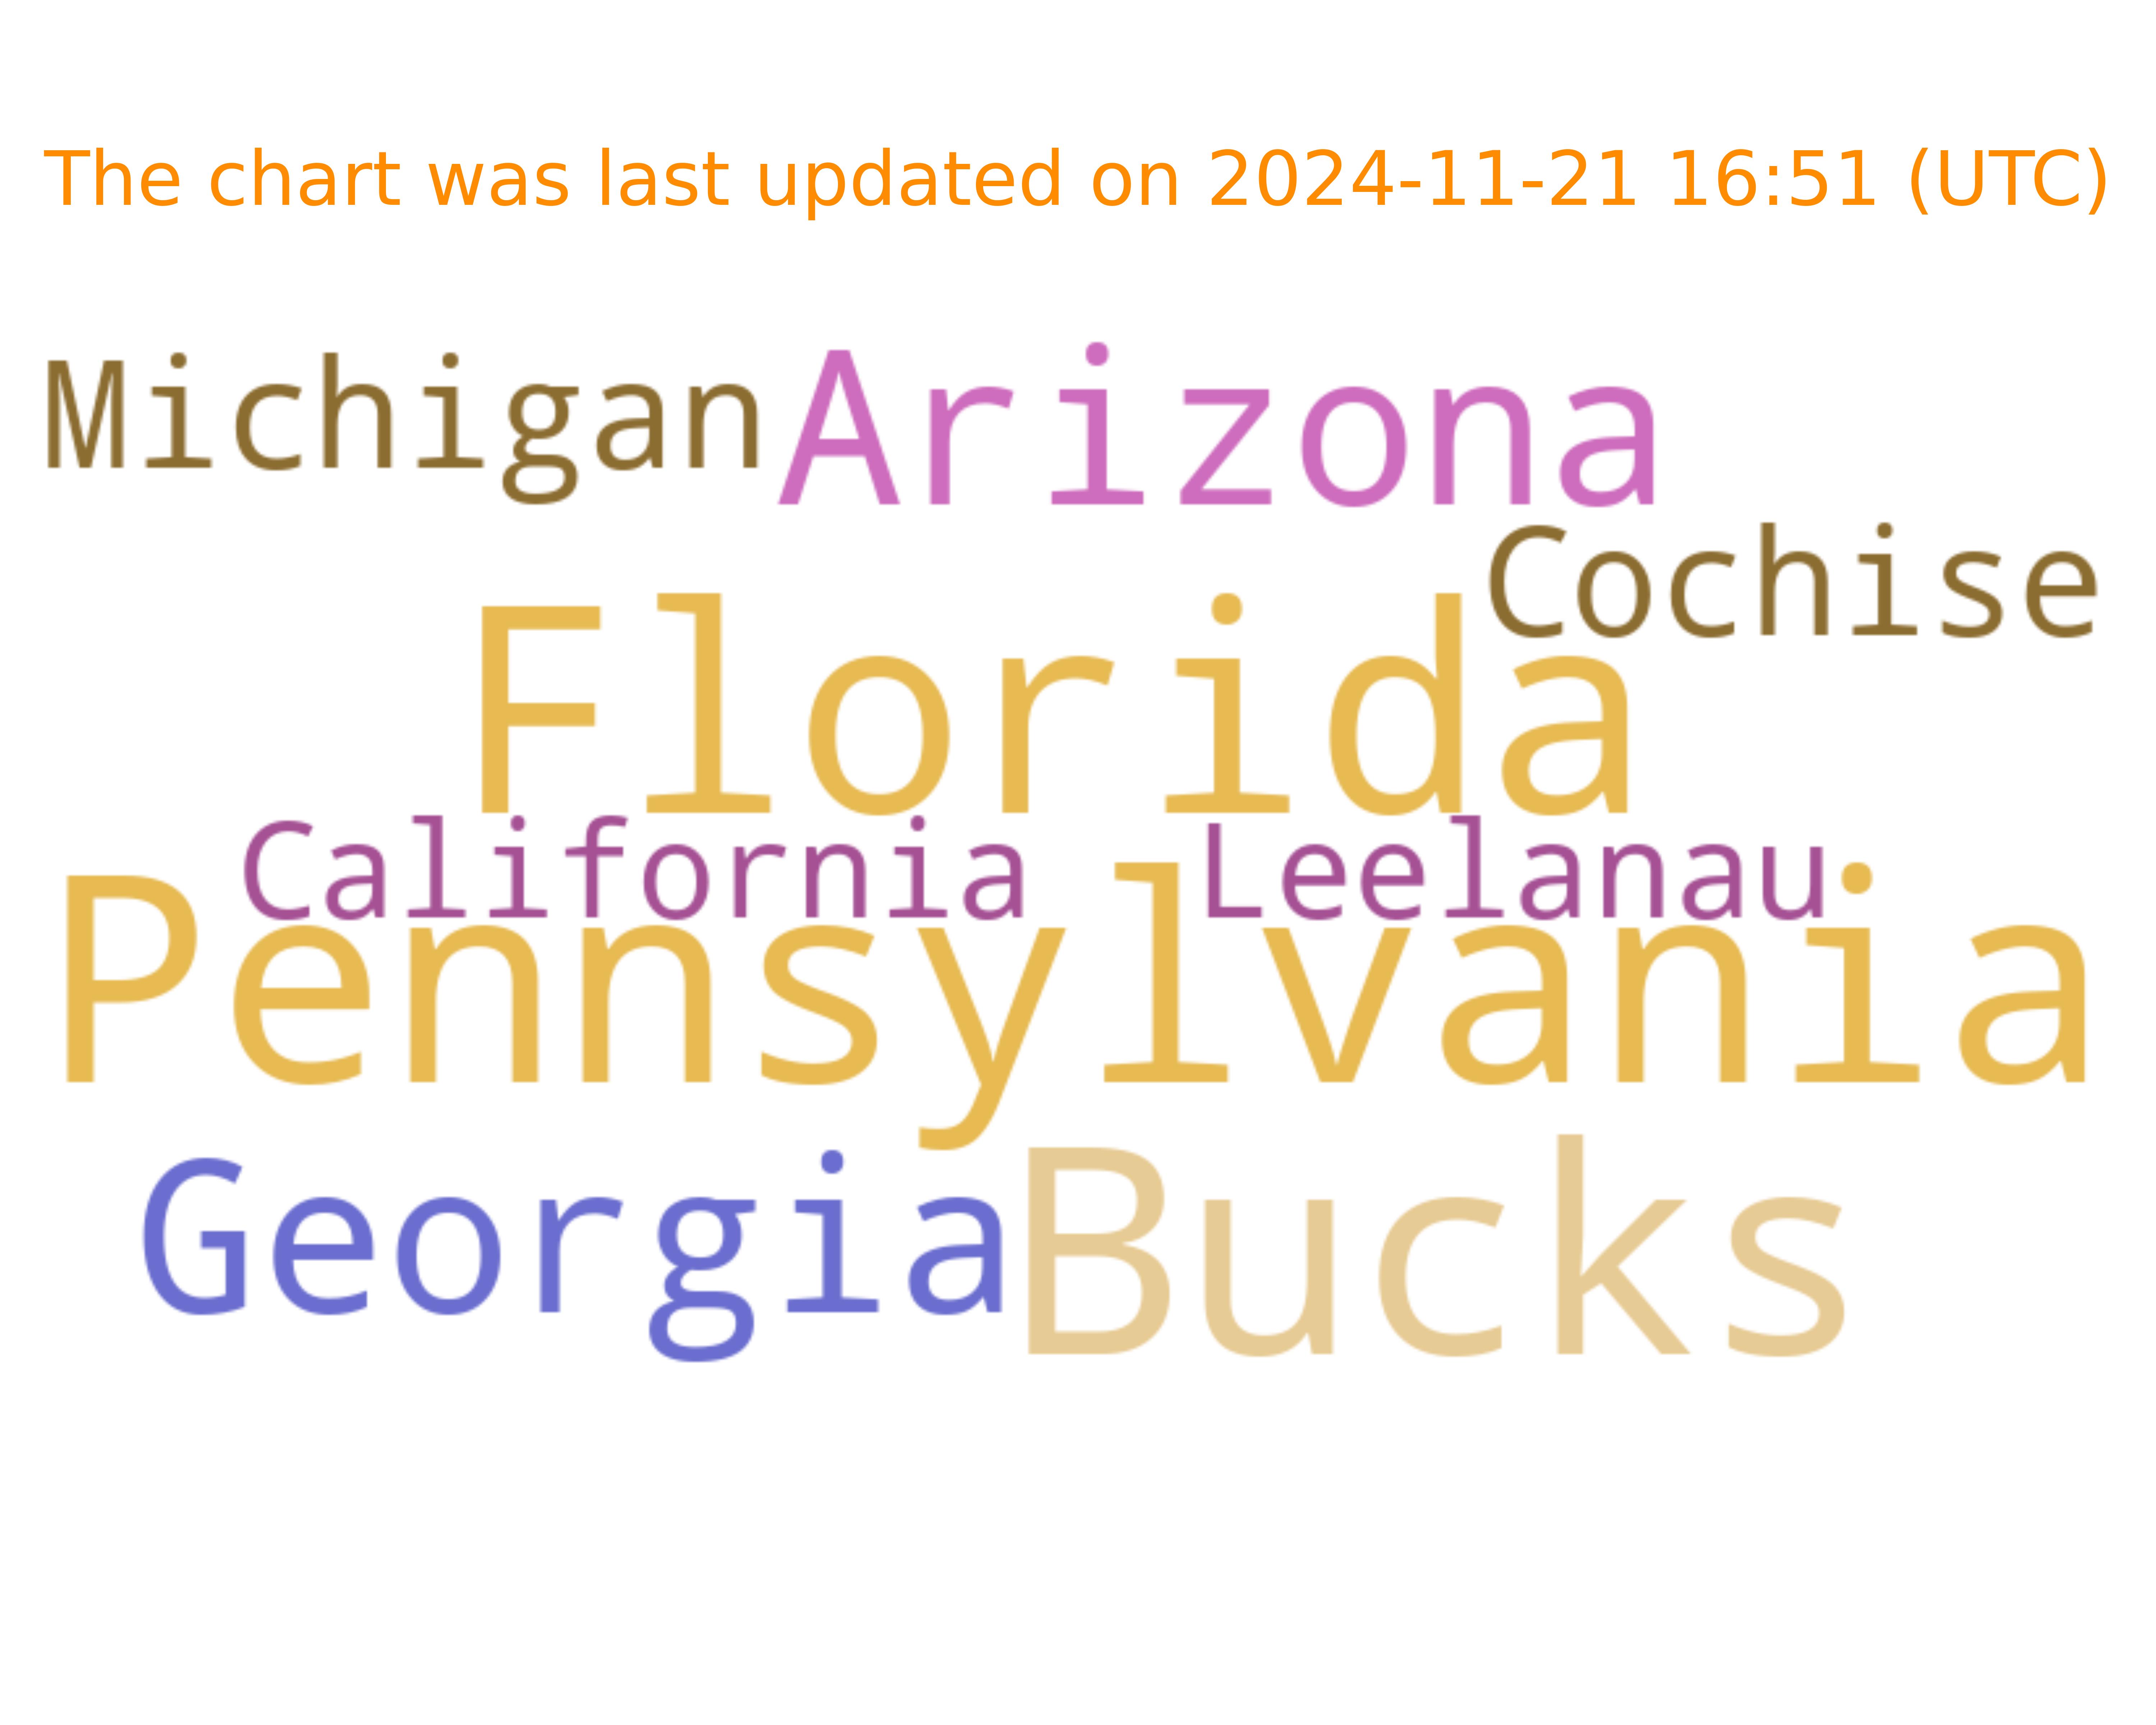 The chart was last updated on 2024-11-21 16:51 (UTC)
Michigan Arizona
Cochise
Florida
California Leelanau
Pennsylvania
Georgia Bucks